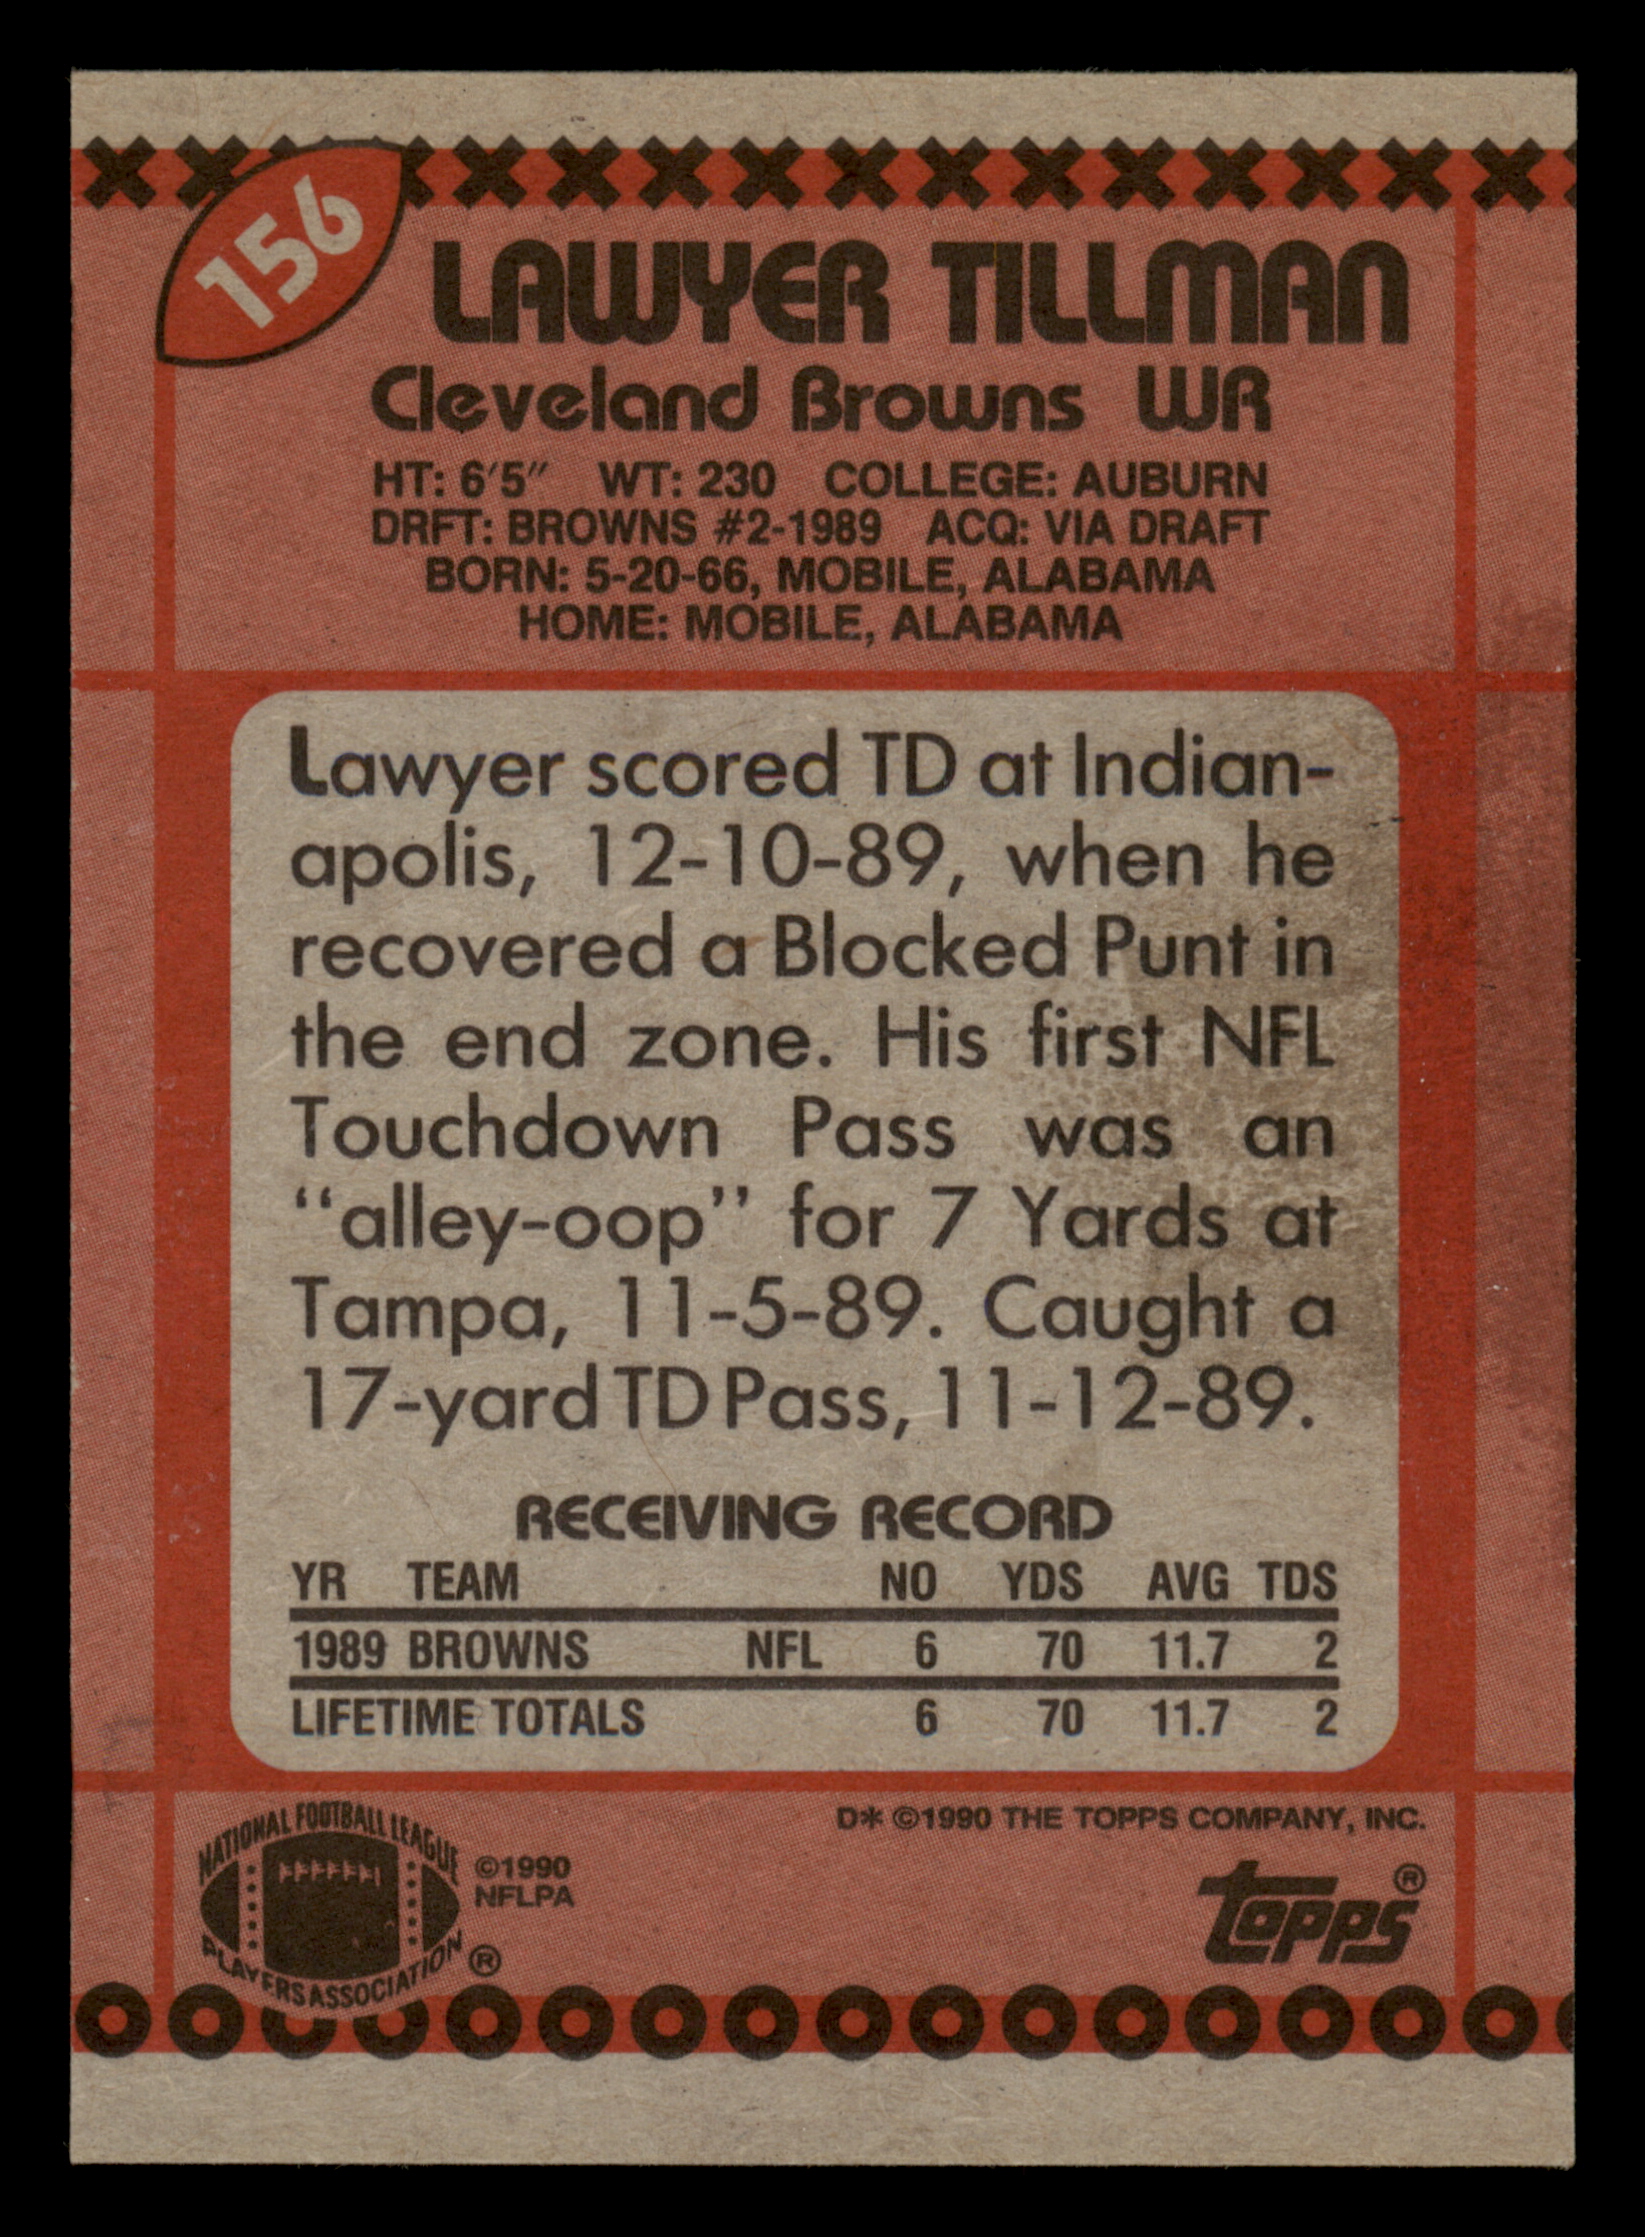 156
LAWYER TILLMAN
Cleveland Browns WR
HT: 6'5" WT: 230 COLLEGE: AUBURN
DRFT: BROWNS #2-1989 ACQ: VIA DRAFT
BORN: 5-20-66, MOBILE, ALABAMA
HOME: MOBILE, ALABAMA
Lawyer scored TD at Indian-
apolis, 12-10-89, when he
recovered a Blocked Punt in
the end zone. His first NFL
Touchdown Pass was an
"alley-oop" for 7 Yards at
Tampa, 11-5-89. Caught a
17-yard TD Pass, 11-12-89.
RECEIVING RECORD
YR TEAM NO YDS AVG TDS
1989 BROWNS NFL 6 70 11.7 2
LIFETIME TOTALS 6 70 11.7 2
D* ©1990 THE TOPPS COMPANY, INC.
NATIONAL FOOTBALL LEAGUE
PLAYERS ASSOCIATION ®
©1990
NFLPA
topps®